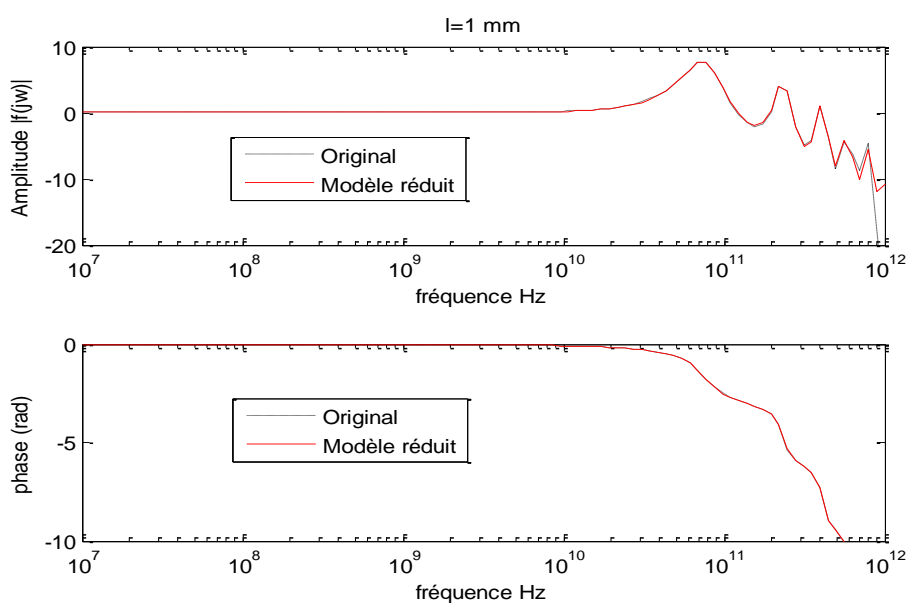 l=1 mm
10
0
-10
-20
Amplitude |f(jw)|
Original
Modèle réduit
10^7 10^8 10^9 10^10 10^11 10^12
fréquence Hz
0
-5
-10
phase (rad)
Original
Modèle réduit
10^7 10^8 10^9 10^10 10^11 10^12
fréquence Hz